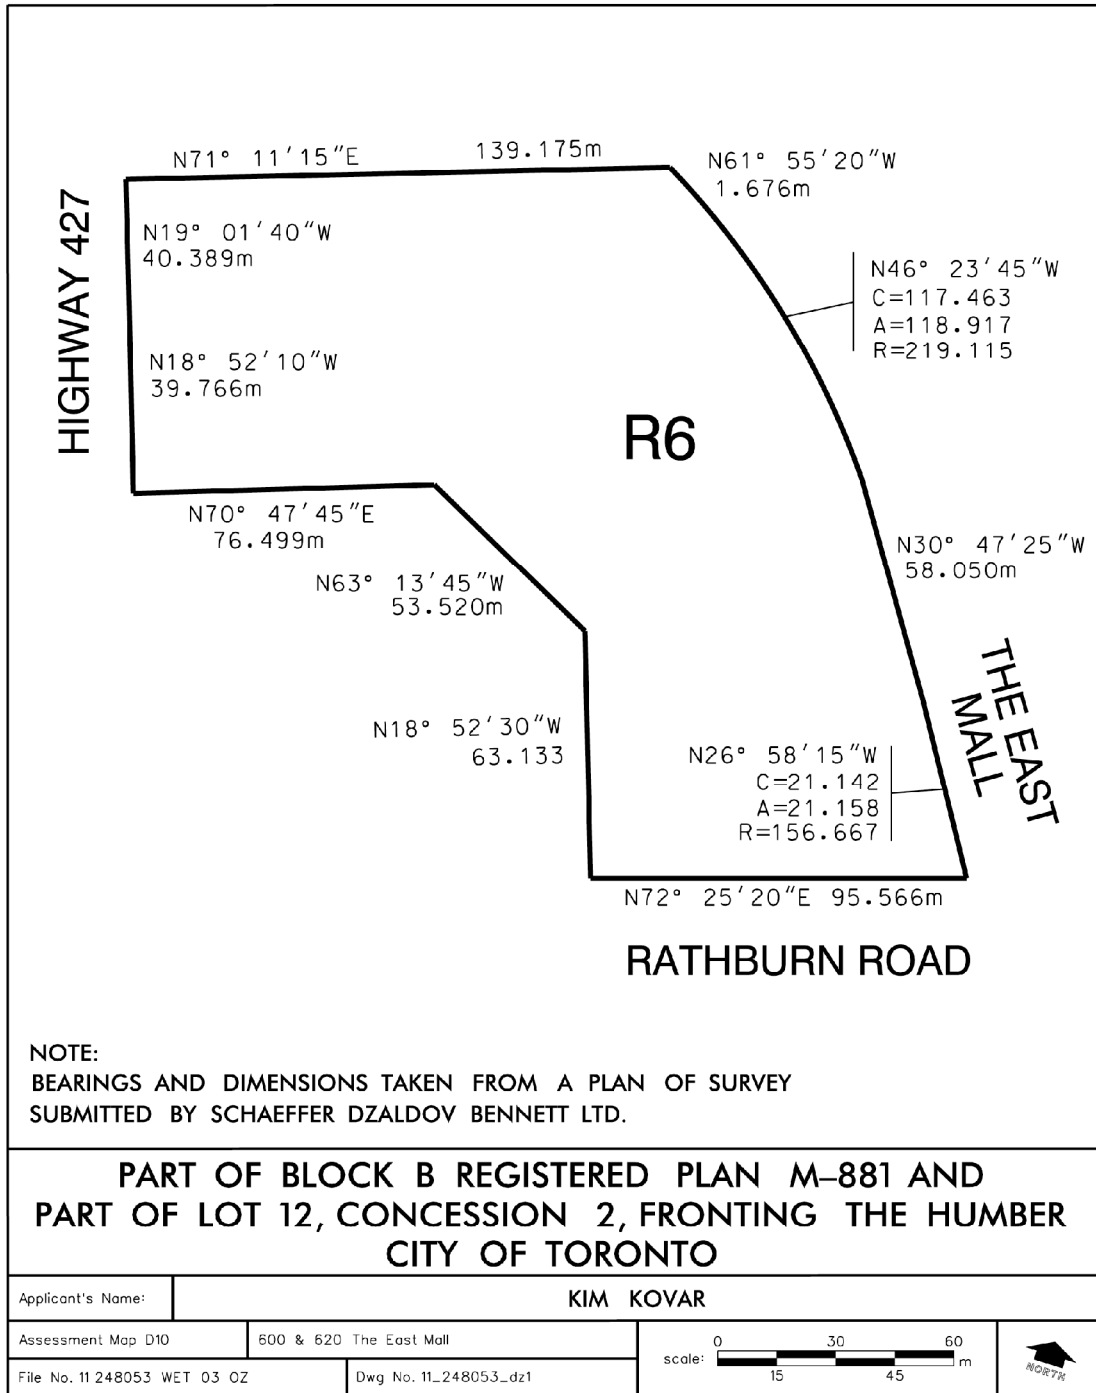 N71° 11'15"E 139.175m
N61° 55'20"W
1.676m
HIGHWAY 427
N19° 01'40"W
40.389m
N46° 23'45"W
C=117.463
A=118.917
R=219.115
N18° 52'10"W
39.766m
R6
N70° 47'45"E
76.499m
N30° 47'25"W
58.050m
N63° 13'45"W
53.520m
THE EAST
MALL
N18° 52'30"W
63.133
N26° 58'15"W
C=21.142
A=21.158
R=156.667
N72° 25'20"E 95.566m
RATHBURN ROAD
NOTE:
BEARINGS AND DIMENSIONS TAKEN FROM A PLAN OF SURVEY
SUBMITTED BY SCHAEFFER DZALDOV BENNETT LTD.
PART OF BLOCK B REGISTERED PLAN M–881 AND
PART OF LOT 12, CONCESSION 2, FRONTING THE HUMBER
CITY OF TORONTO
Applicant's Name: KIM KOVAR
Assessment Map D10 600 & 620 The East Mall
File No. 11 248053 WET 03 OZ Dwg No. 11_248053_dz1
0 30 60
scale: m
15 45
NORTH